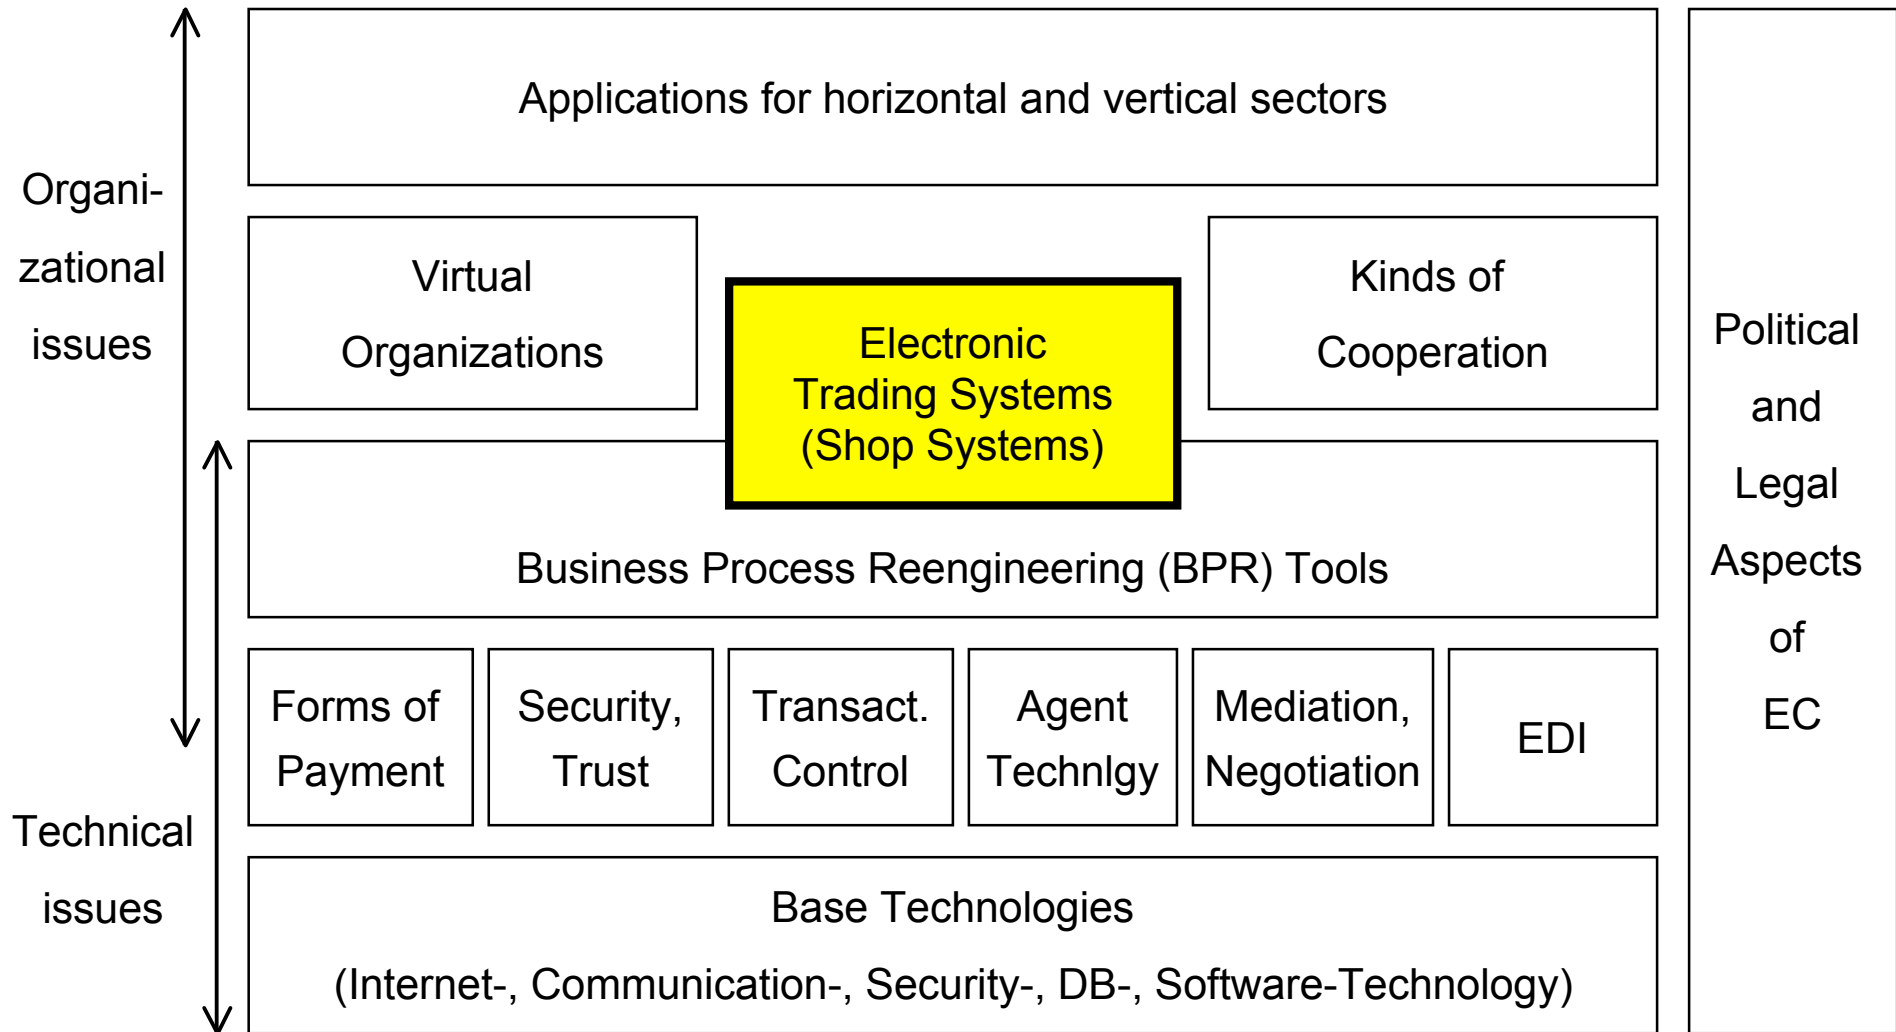 Applications for horizontal and vertical sectors
Organi-
zational
issues
Virtual
Organizations
Electronic
Trading Systems
(Shop Systems)
Kinds of
Cooperation
Business Process Reengineering (BPR) Tools
Forms of
Payment
Security,
Trust
Transact.
Control
Agent
Technlgy
Mediation,
Negotiation
EDI
Technical
issues
Base Technologies
(Internet-, Communication-, Security-, DB-, Software-Technology)
Political
and
Legal
Aspects
of
EC